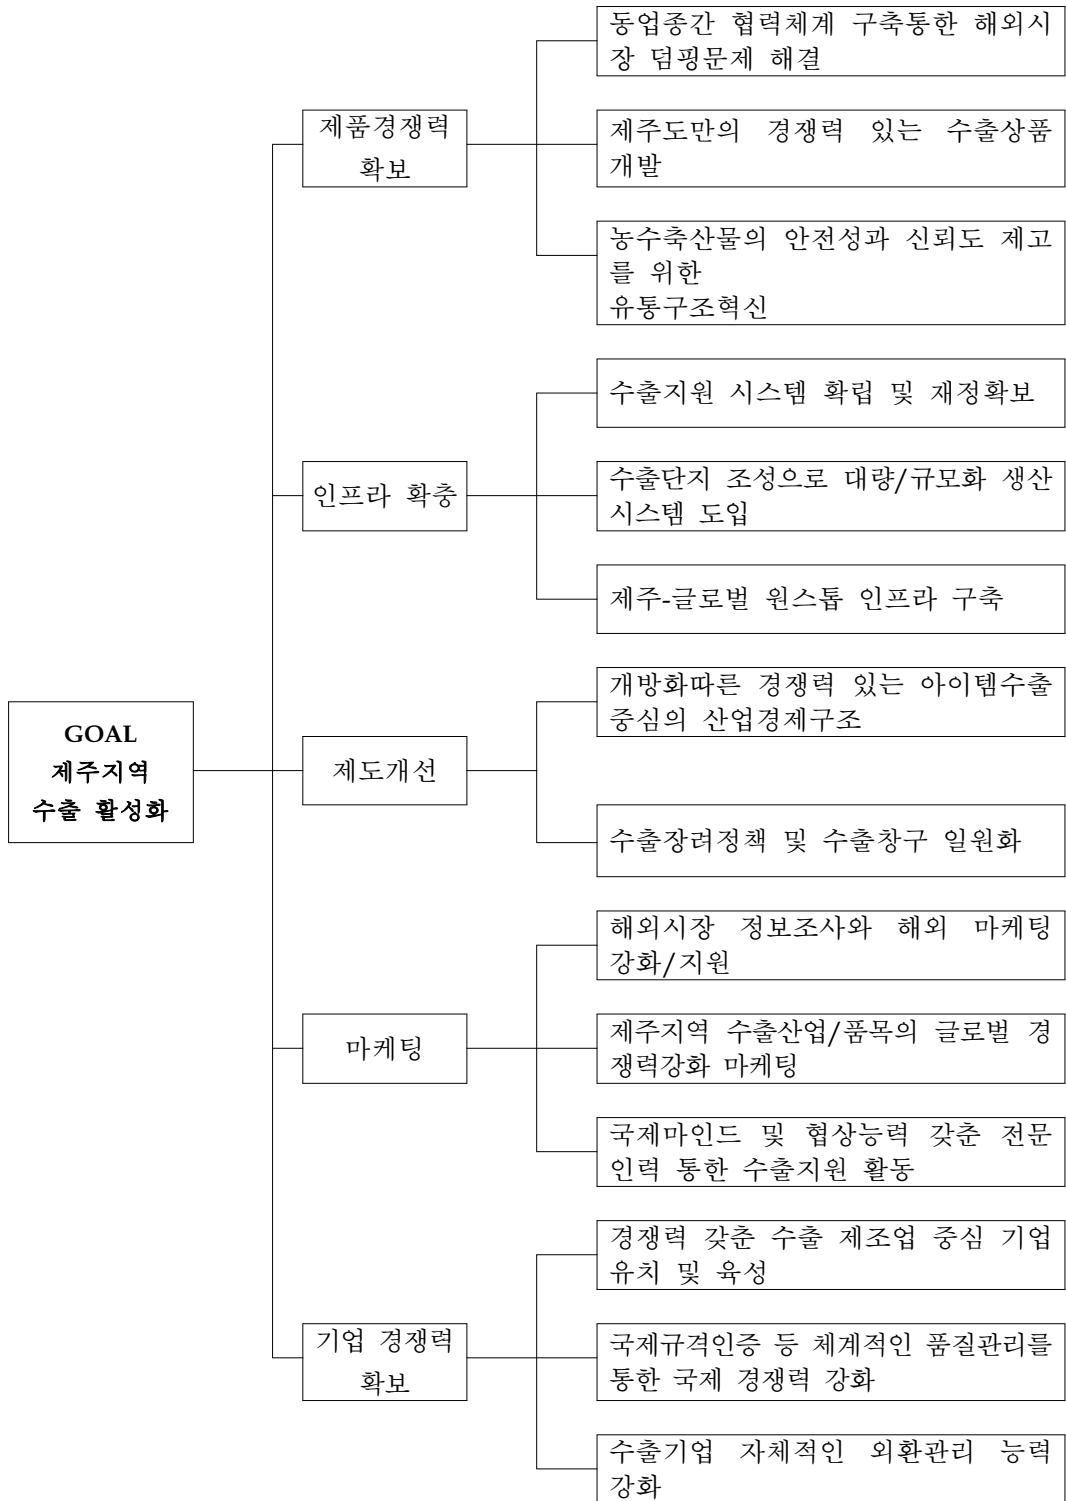 동업종간 협력체계 구축통한 해외시
장 덤핑문제 해결
제품경쟁력
확보
제주도만의 경쟁력 있는 수출상품
개발
농수축산물의 안전성과 신뢰도 제고
를 위한
유통구조혁신
수출지원 시스템 확립 및 재정확보
인프라 확충
수출단지 조성으로 대량/규모화 생산
시스템 도입
제주-글로벌 원스톱 인프라 구축
GOAL
제주지역
수출 활성화
개방화따른 경쟁력 있는 아이템수출
중심의 산업경제구조
제도개선
수출장려정책 및 수출창구 일원화
해외시장 정보조사와 해외 마케팅
강화/지원
마케팅
제주지역 수출산업/품목의 글로벌 경
쟁력강화 마케팅
국제마인드 및 협상능력 갖춘 전문
인력 통한 수출지원 활동
경쟁력 갖춘 수출 제조업 중심 기업
유치 및 육성
기업 경쟁력
확보
국제규격인증 등 체계적인 품질관리를
통한 국제 경쟁력 강화
수출기업 자체적인 외환관리 능력
강화